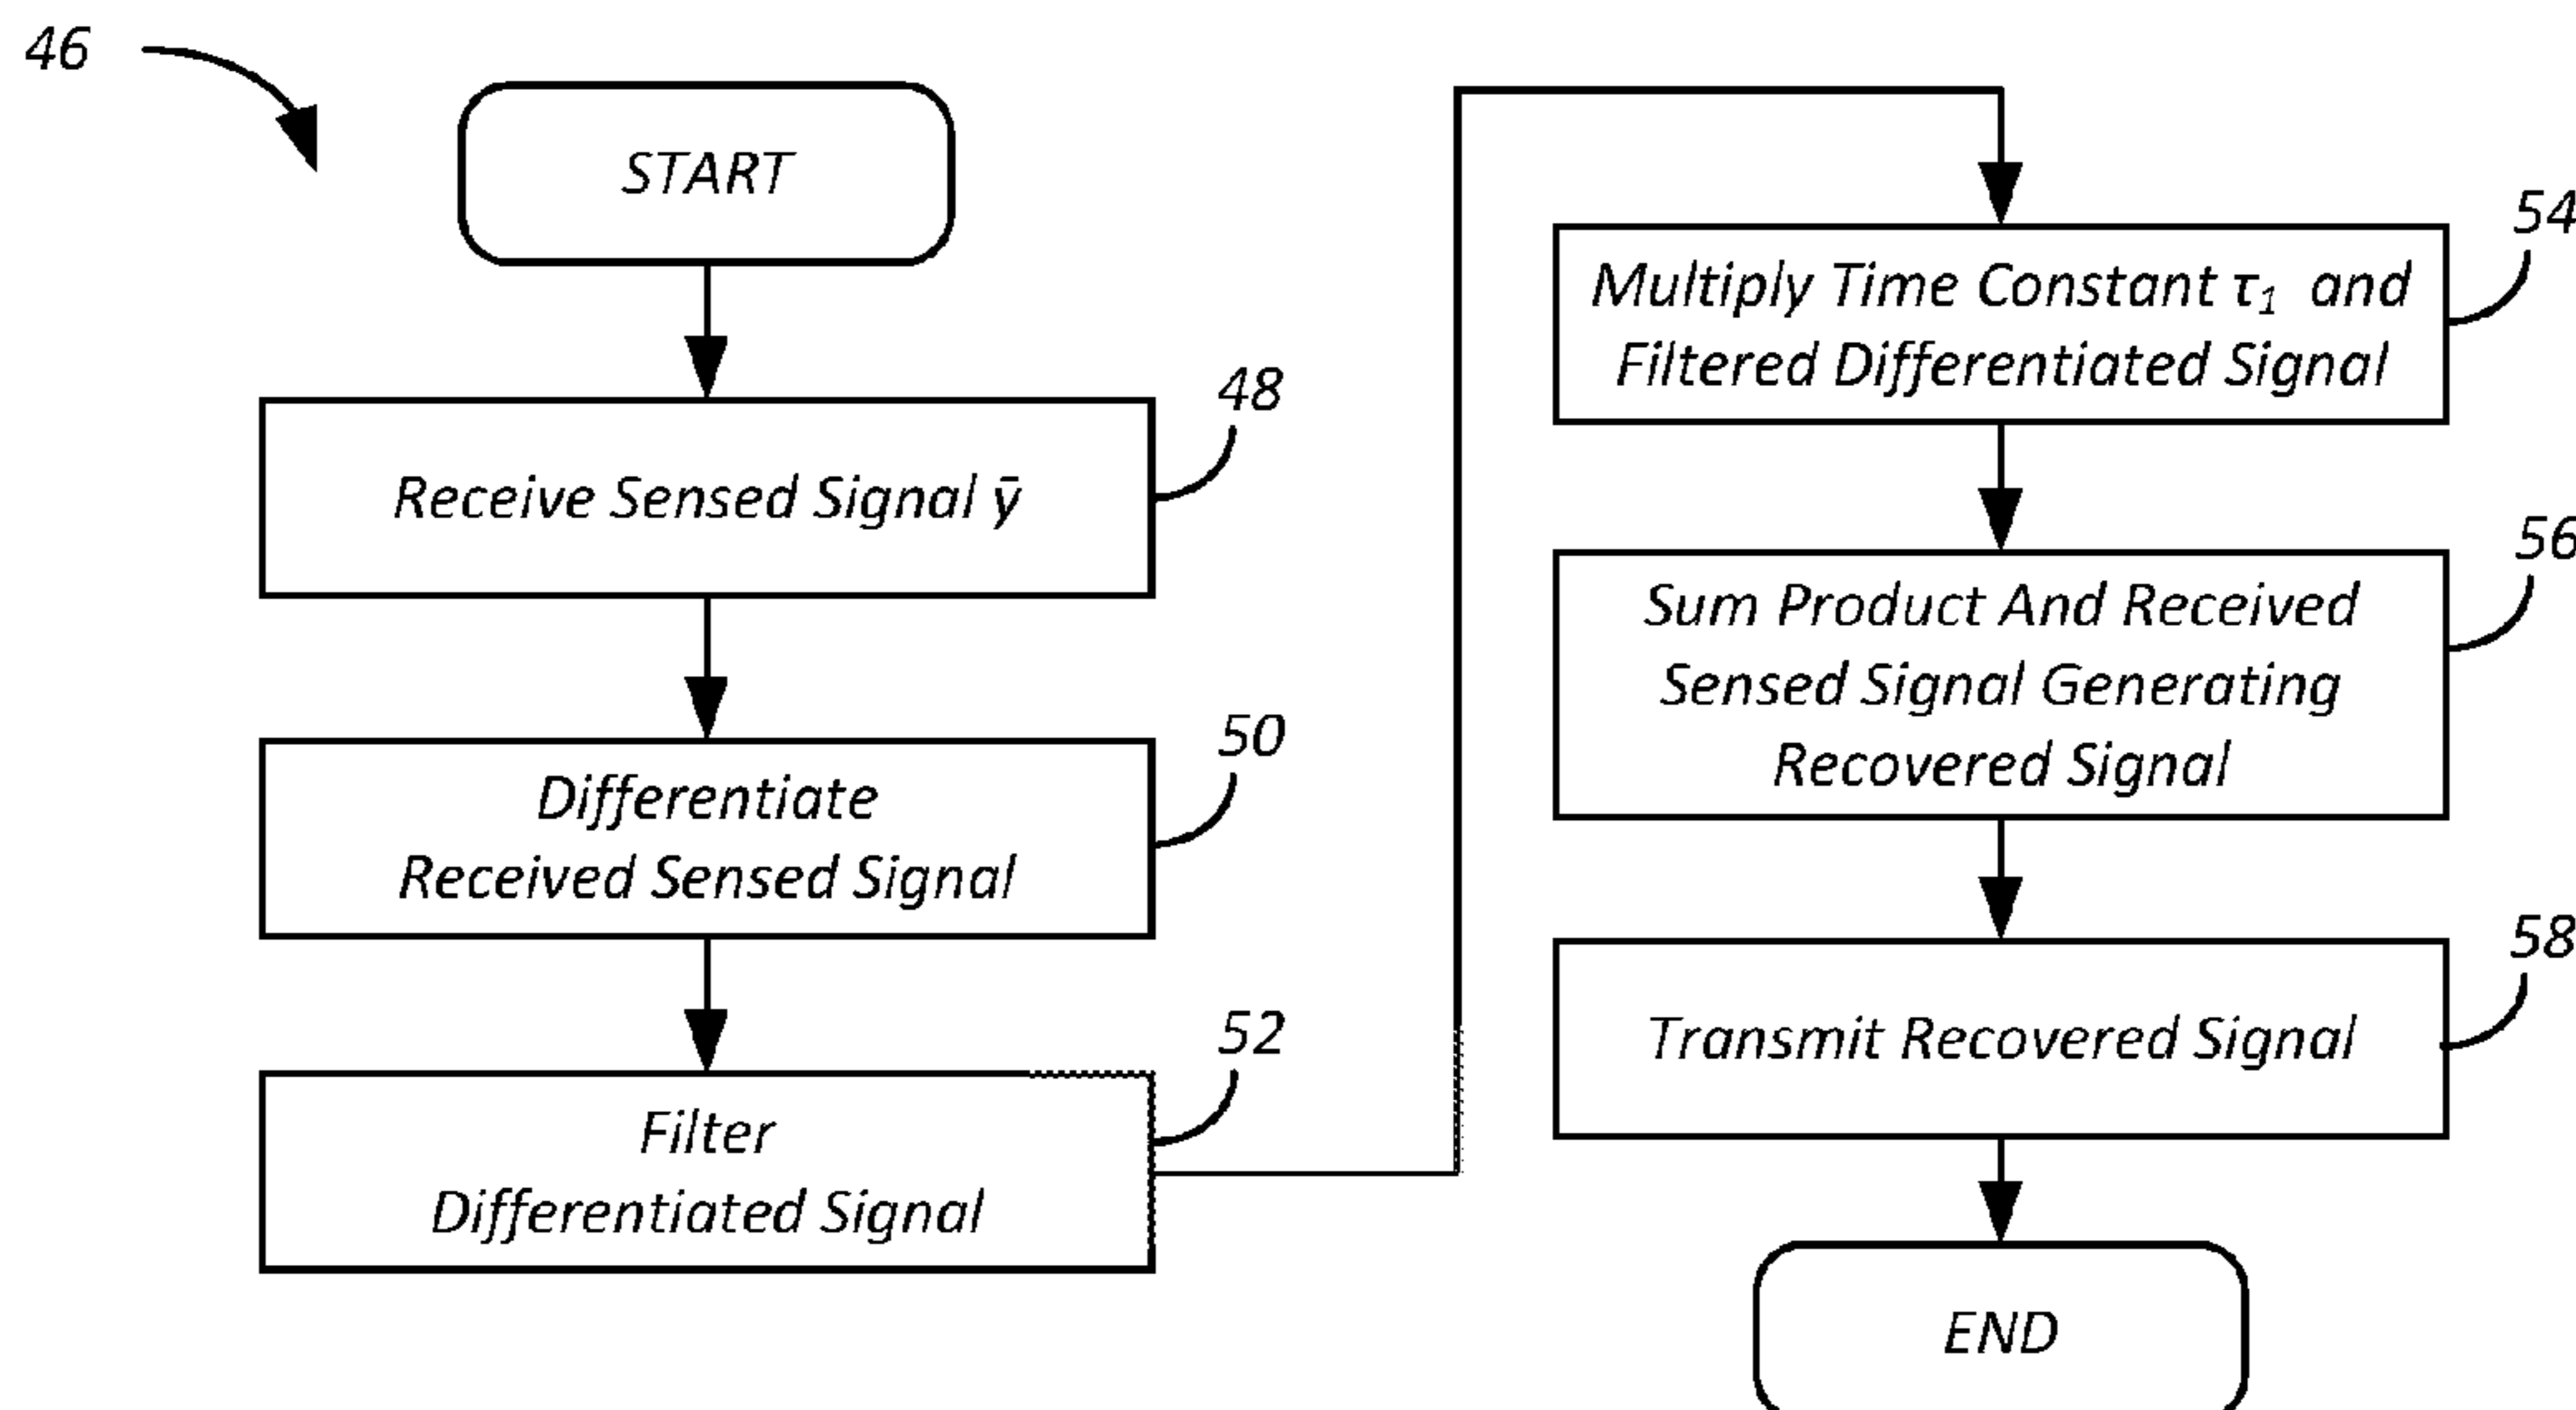 46
START
48
Receive Sensed Signal ȳ
50
Differentiate
Received Sensed Signal
52
Filter
Differentiated Signal
54
Multiply Time Constant τ₁ and
Filtered Differentiated Signal
56
Sum Product And Received
Sensed Signal Generating
Recovered Signal
58
Transmit Recovered Signal
END